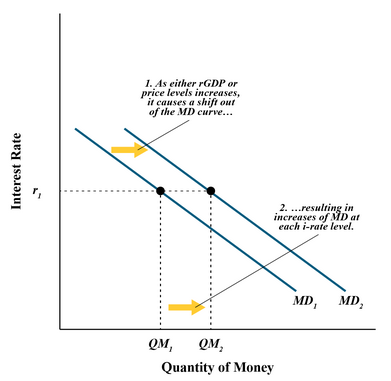 1. As either rGDP or
price levels increases,
it causes a shift out
of the MD curve...
Interest Rate
r1
2. ...resulting in
increases of MD at
each i-rate level.
MD1 MD2
QM1 QM2
Quantity of Money